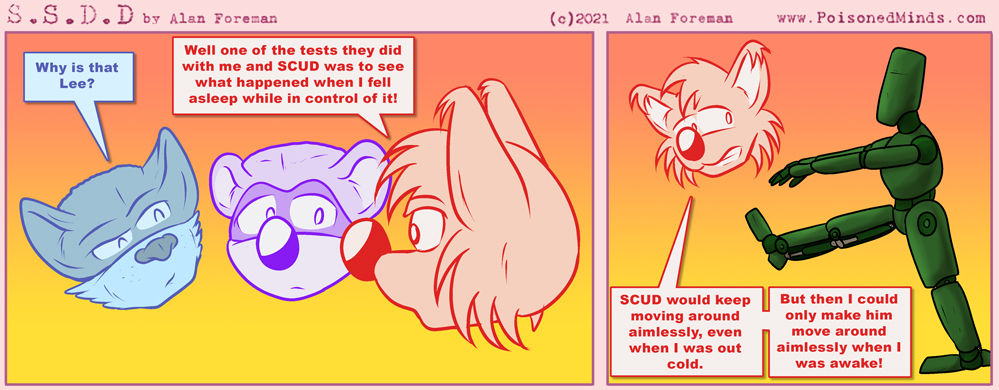 S.S.D.D by Alan Foreman (c)2021 Alan Foreman www.PoisonedMinds.com
Why is that
Lee?
Well one of the tests they did
with me and SCUD was to see
what happened when I fell
asleep while in control of it!
SCUD would keep
moving around
aimlessly, even
when I was out
cold.
But then I could
only make him
move around
aimlessly when I
was awake!